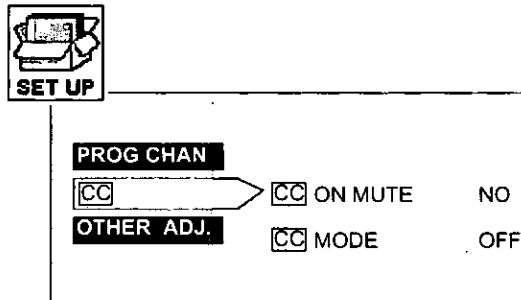 SET UP
PROG CHAN
CC CC ON MUTE NO
OTHER ADJ. CC MODE OFF